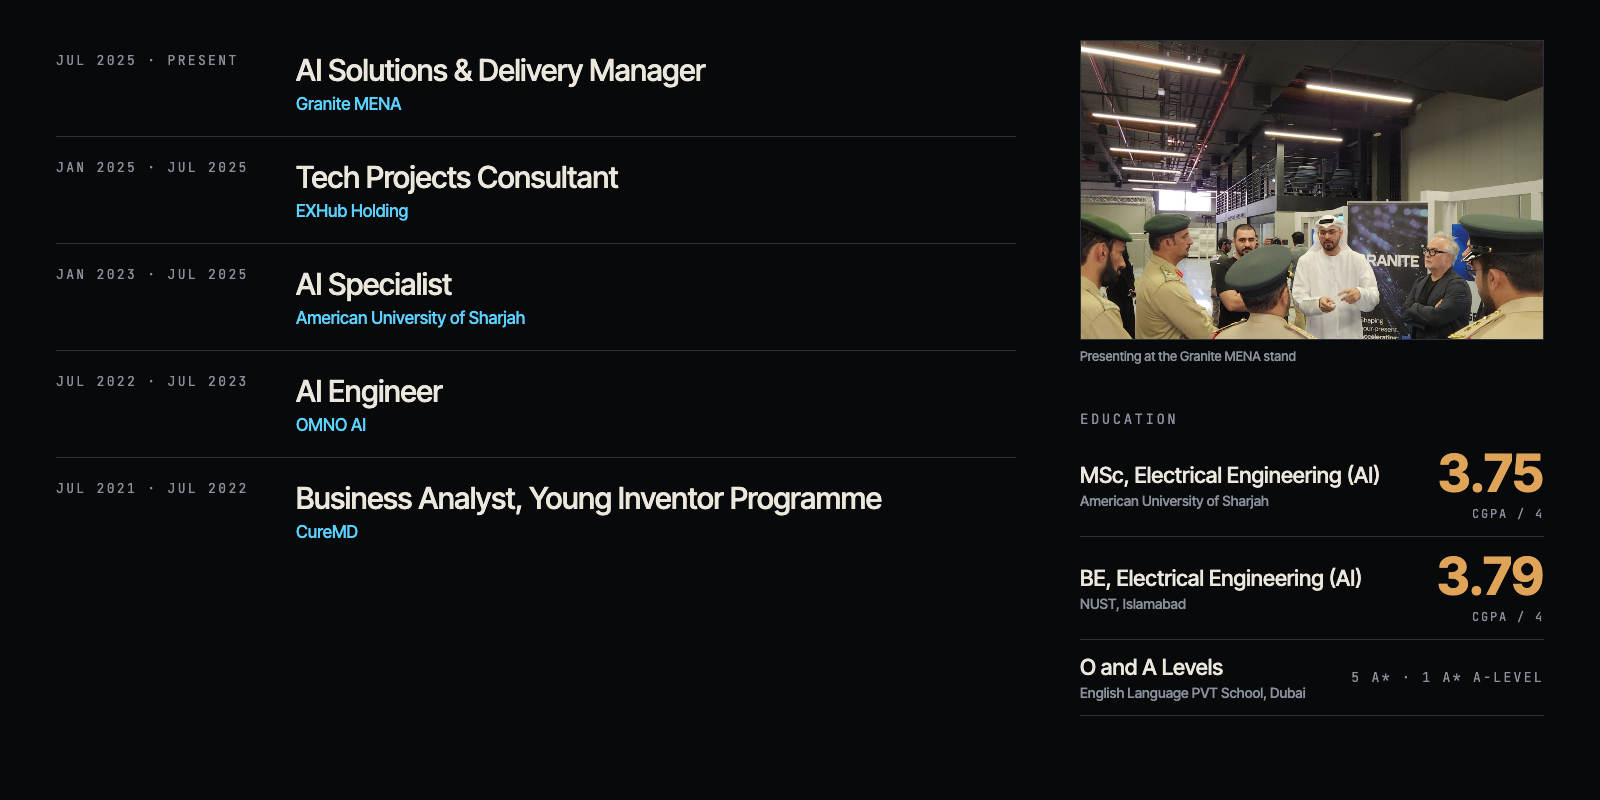 JUL 2025 · PRESENT
AI Solutions & Delivery Manager
Granite MENA
JAN 2025 · JUL 2025
Tech Projects Consultant
EXHub Holding
JAN 2023 · JUL 2025
AI Specialist
American University of Sharjah
JUL 2022 · JUL 2023
AI Engineer
OMNO AI
JUL 2021 · JUL 2022
Business Analyst, Young Inventor Programme
CureMD
RANITE
Shaping
your present,
accelerating
Presenting at the Granite MENA stand
EDUCATION
MSc, Electrical Engineering (AI)
American University of Sharjah
3.75
CGPA / 4
BE, Electrical Engineering (AI)
NUST, Islamabad
3.79
CGPA / 4
O and A Levels
English Language PVT School, Dubai
5 A* · 1 A* A-LEVEL